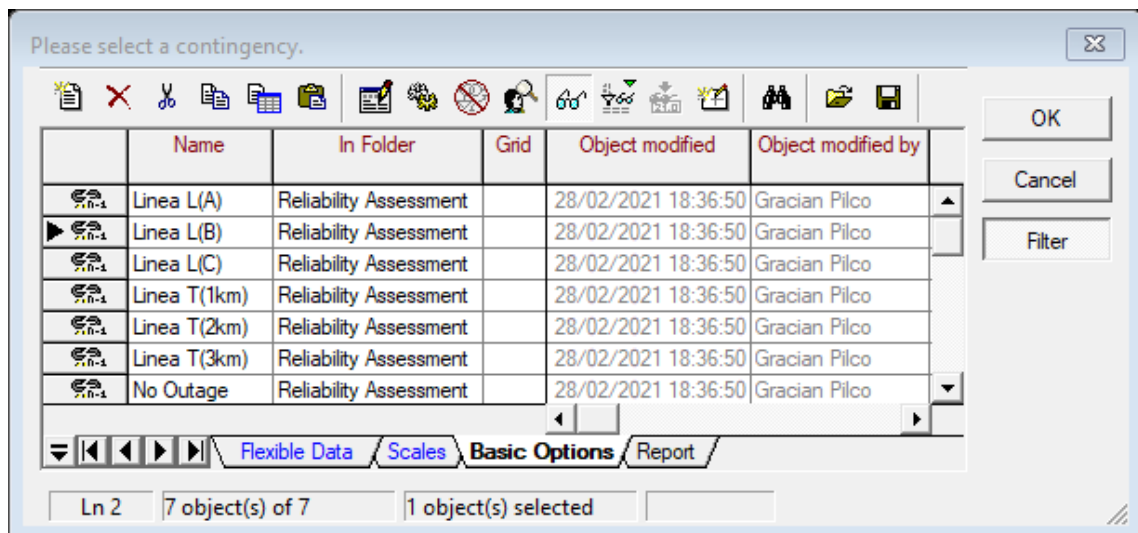 Please select a contingency.
OK
Cancel
Filter
Name In Folder Grid Object modified Object modified by
Linea L(A) Reliability Assessment 28/02/2021 18:36:50 Gracian Pilco
Linea L(B) Reliability Assessment 28/02/2021 18:36:50 Gracian Pilco
Linea L(C) Reliability Assessment 28/02/2021 18:36:50 Gracian Pilco
Linea T(1km) Reliability Assessment 28/02/2021 18:36:50 Gracian Pilco
Linea T(2km) Reliability Assessment 28/02/2021 18:36:50 Gracian Pilco
Linea T(3km) Reliability Assessment 28/02/2021 18:36:50 Gracian Pilco
No Outage Reliability Assessment 28/02/2021 18:36:50 Gracian Pilco
Flexible Data Scales Basic Options Report
Ln 2 7 object(s) of 7 1 object(s) selected